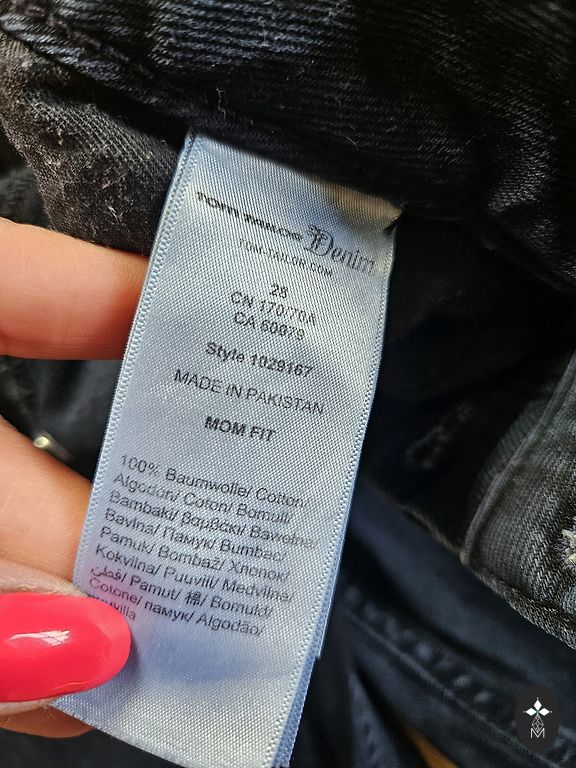 TOM TAILOR Denim
TOM-TAILOR.COM
28
CN 170/70A
CA 60079
Style 1029167
MADE IN PAKISTAN
MOM FIT
100% Baumwolle/ Cotton/
Algodón/ Coton/ Bomull/
Bambaki/ βαμβάκι/ Bawełna/
Bavlna/ Памук/ Bumbac/
Pamuk/ Bombaž/ Хлопок/
Kokvilna/ Puuvill/ Medvilnė/
قطن/ Pamut/ 棉/ Bomuld/
Cotone/ памук/ Algodão/
M